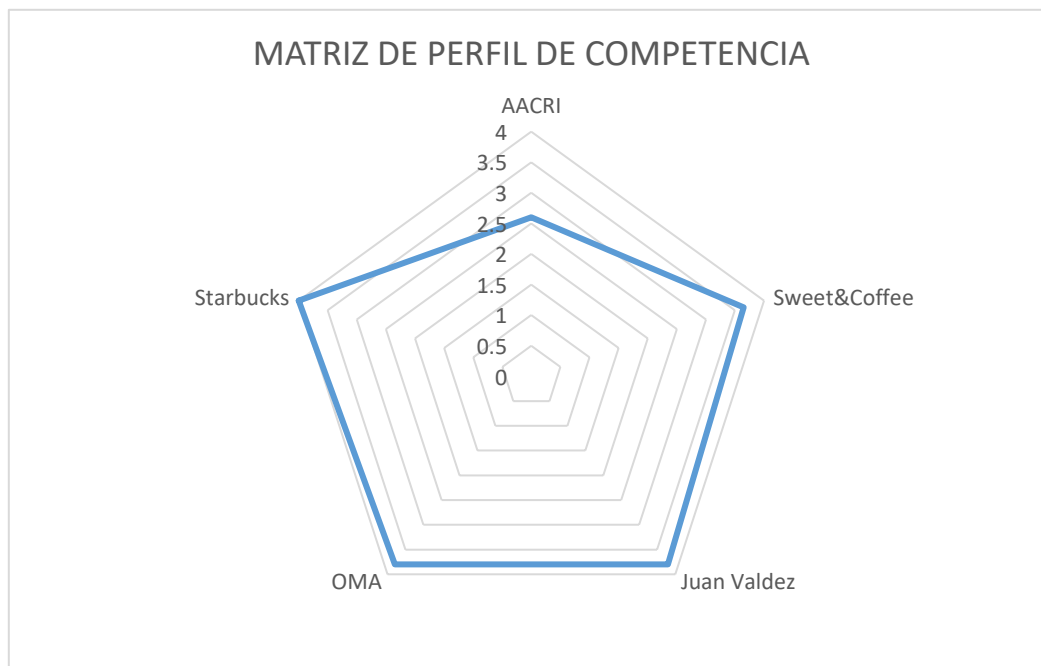 MATRIZ DE PERFIL DE COMPETENCIA
AACRI
4
3.5
3
2.5
2
1.5
1
0.5
0
Starbucks
Sweet&Coffee
OMA
Juan Valdez